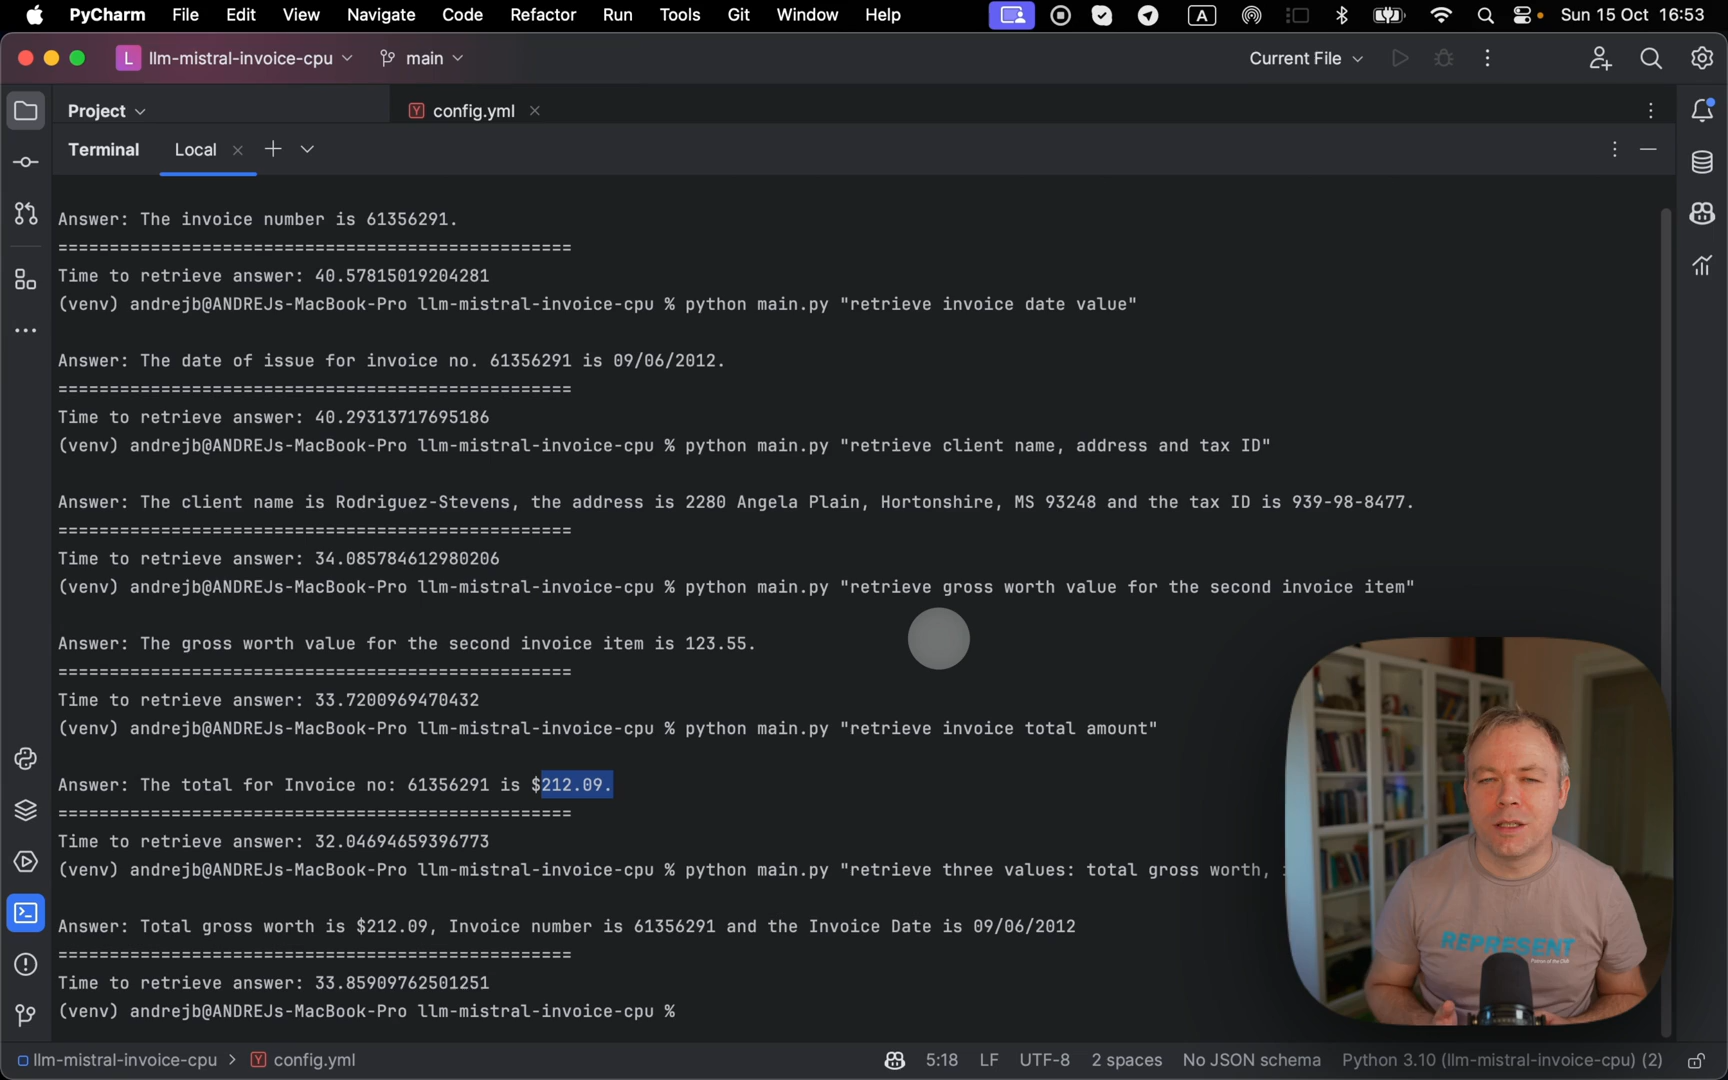 PyCharm File Edit View Navigate Code Refactor Run Tools Git Window Help A Sun 15 Oct 16:53
L llm-mistral-invoice-cpu main Current File
Project Y config.yml
Terminal Local
Answer: The invoice number is 61356291.
==================================================
Time to retrieve answer: 40.57815019204281
(venv) andrejb@ANDREJs-MacBook-Pro llm-mistral-invoice-cpu % python main.py "retrieve invoice date value"
Answer: The date of issue for invoice no. 61356291 is 09/06/2012.
==================================================
Time to retrieve answer: 40.29313717695186
(venv) andrejb@ANDREJs-MacBook-Pro llm-mistral-invoice-cpu % python main.py "retrieve client name, address and tax ID"
Answer: The client name is Rodriguez-Stevens, the address is 2280 Angela Plain, Hortonshire, MS 93248 and the tax ID is 939-98-8477.
==================================================
Time to retrieve answer: 34.085784612980206
(venv) andrejb@ANDREJs-MacBook-Pro llm-mistral-invoice-cpu % python main.py "retrieve gross worth value for the second invoice item"
Answer: The gross worth value for the second invoice item is 123.55.
==================================================
Time to retrieve answer: 33.7200969470432
(venv) andrejb@ANDREJs-MacBook-Pro llm-mistral-invoice-cpu % python main.py "retrieve invoice total amount"
Answer: The total for Invoice no: 61356291 is $212.09.
==================================================
Time to retrieve answer: 32.04694659396773
(venv) andrejb@ANDREJs-MacBook-Pro llm-mistral-invoice-cpu % python main.py "retrieve three values: total gross worth,
Answer: Total gross worth is $212.09, Invoice number is 61356291 and the Invoice Date is 09/06/2012
==================================================
Time to retrieve answer: 33.85909762501251
(venv) andrejb@ANDREJs-MacBook-Pro llm-mistral-invoice-cpu %
REPRESENT
llm-mistral-invoice-cpu > Y config.yml 5:18 LF UTF-8 2 spaces No JSON schema Python 3.10 (llm-mistral-invoice-cpu) (2)